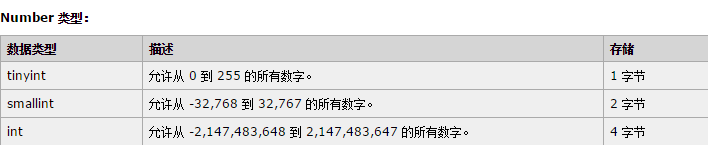 Number 类型：
数据类型 描述 存储
tinyint 允许从 0 到 255 的所有数字。 1 字节
smallint 允许从 -32,768 到 32,767 的所有数字。 2 字节
int 允许从 -2,147,483,648 到 2,147,483,647 的所有数字。 4 字节